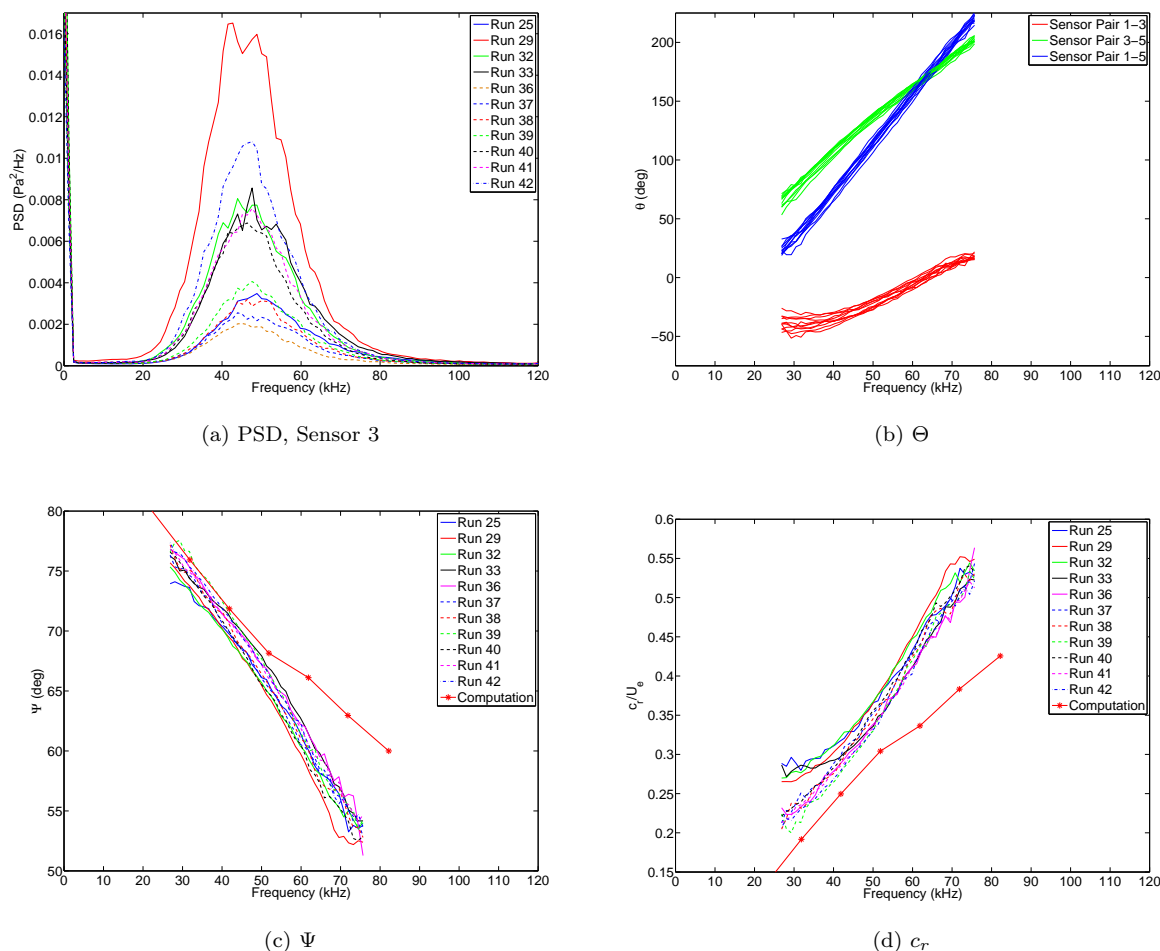 0.016
0.014
0.012
0.01
0.008
0.006
0.004
0.002
0
PSD (Pa²/Hz)
0 20 40 60 80 100 120
Frequency (kHz)
Run 25
Run 29
Run 32
Run 33
Run 36
Run 37
Run 38
Run 39
Run 40
Run 41
Run 42
(a) PSD, Sensor 3
200
150
100
50
0
−50
θ (deg)
0 10 20 30 40 50 60 70 80 90 100 110 120
Frequency (kHz)
Sensor Pair 1−3
Sensor Pair 3−5
Sensor Pair 1−5
(b) Θ
80
75
70
65
60
55
50
Ψ (deg)
0 10 20 30 40 50 60 70 80 90 100 110 120
Frequency (kHz)
Run 25
Run 29
Run 32
Run 33
Run 36
Run 37
Run 38
Run 39
Run 40
Run 41
Run 42
Computation
(c) Ψ
0.6
0.55
0.5
0.45
0.4
0.35
0.3
0.25
0.2
0.15
c_r/U_e
0 10 20 30 40 50 60 70 80 90 100 110 120
Frequency (kHz)
Run 25
Run 29
Run 32
Run 33
Run 36
Run 37
Run 38
Run 39
Run 40
Run 41
Run 42
Computation
(d) c_r